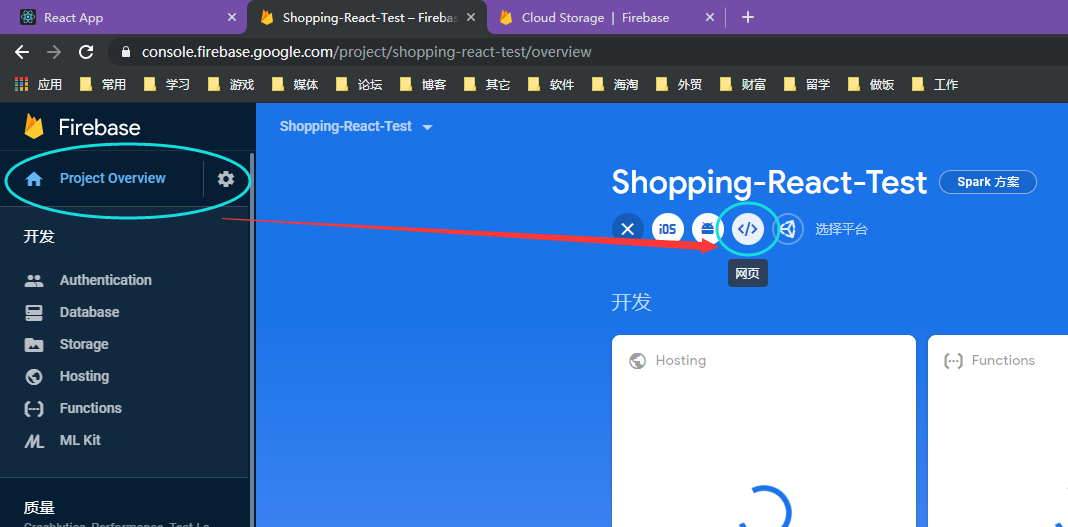 React App
Shopping-React-Test – Firebas
Cloud Storage | Firebase
console.firebase.google.com/project/shopping-react-test/overview
应用 常用 学习 游戏 媒体 论坛 博客 其它 软件 海淘 外贸 财富 留学 做饭 工作
Firebase
Project Overview
开发
Authentication
Database
Storage
Hosting
Functions
ML Kit
质量
Shopping-React-Test
Shopping-React-Test
Spark 方案
iOS
选择平台
网页
开发
Hosting
Functions